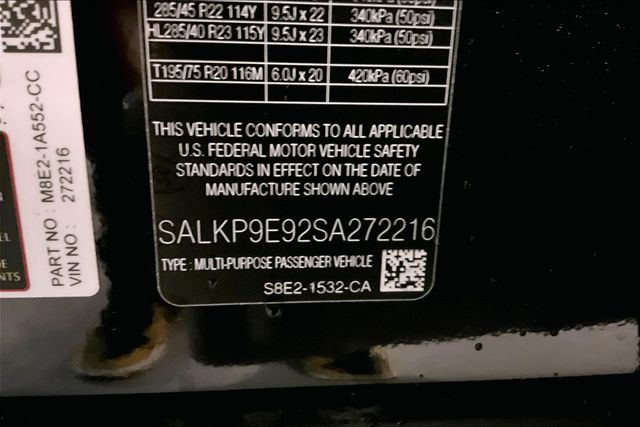 285/45 R22 114Y 9.5J x 22 340kPa (50psi)
HL285/40 R23 115Y 9.5J x 23 340kPa (50psi)
T195/75 R20 116M 6.0J x 20 420kPa (60psi)
THIS VEHICLE CONFORMS TO ALL APPLICABLE
U.S. FEDERAL MOTOR VEHICLE SAFETY
STANDARDS IN EFFECT ON THE DATE OF
MANUFACTURE SHOWN ABOVE
SALKP9E92SA272216
TYPE : MULTI-PURPOSE PASSENGER VEHICLE
S8E2-1532-CA
PART NO : M8E2-1A552-CC
VIN NO : 272216